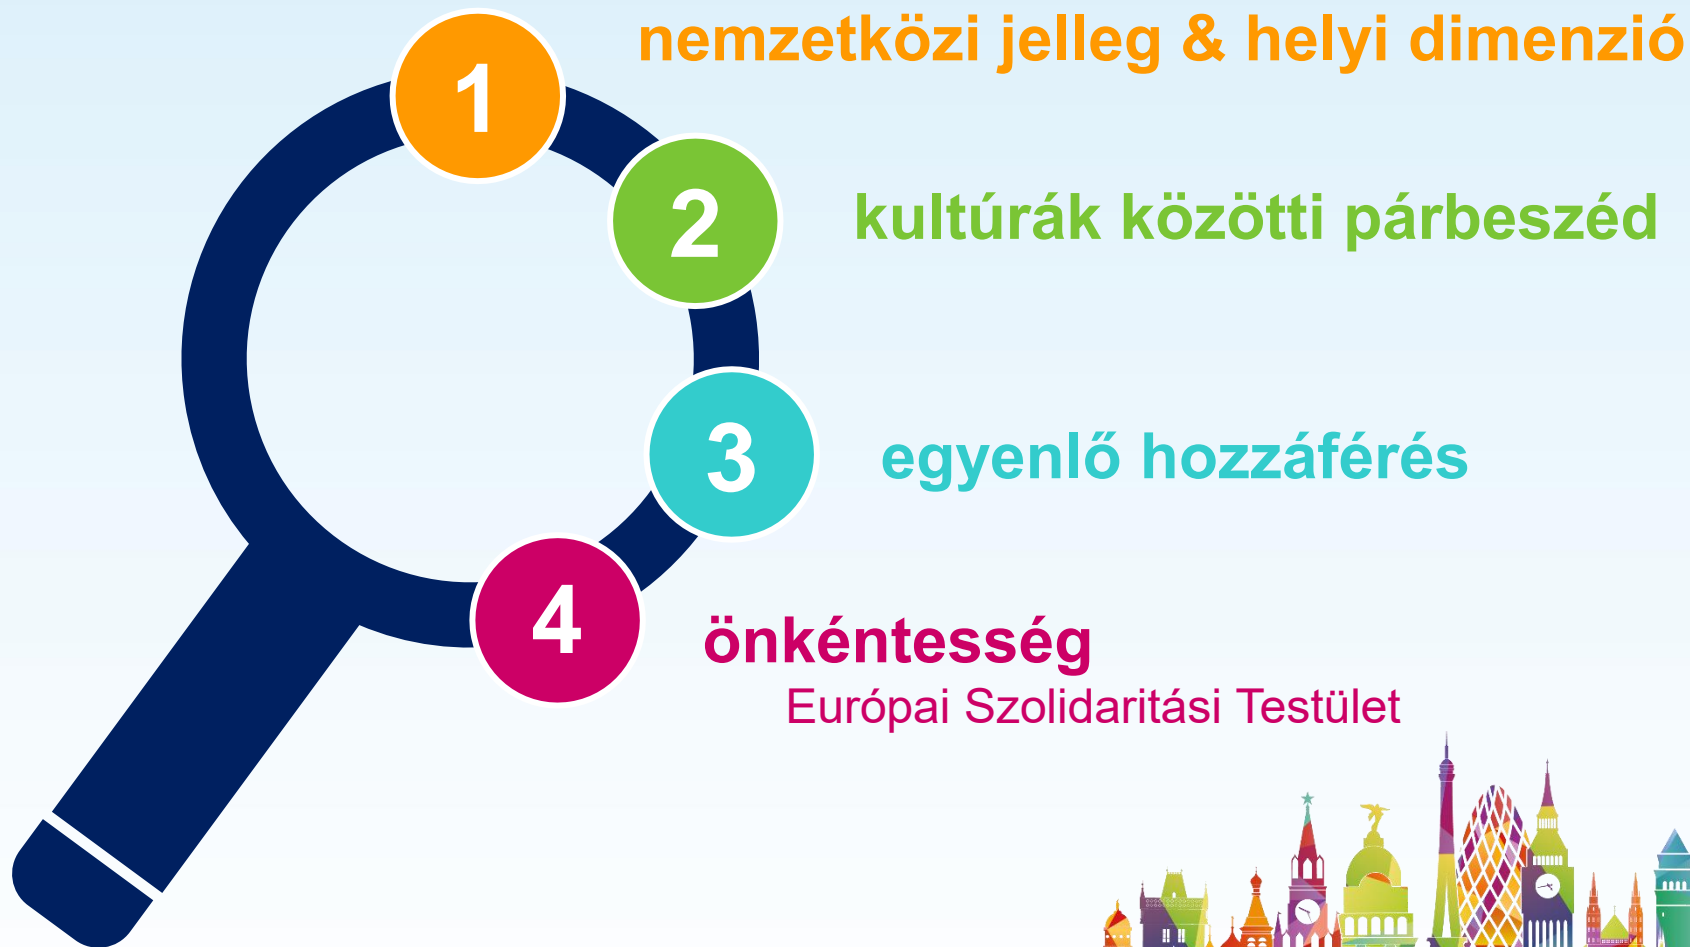 1
nemzetközi jelleg & helyi dimenzió
2
kultúrák közötti párbeszéd
3
egyenlő hozzáférés
4
önkéntesség
Európai Szolidaritási Testület